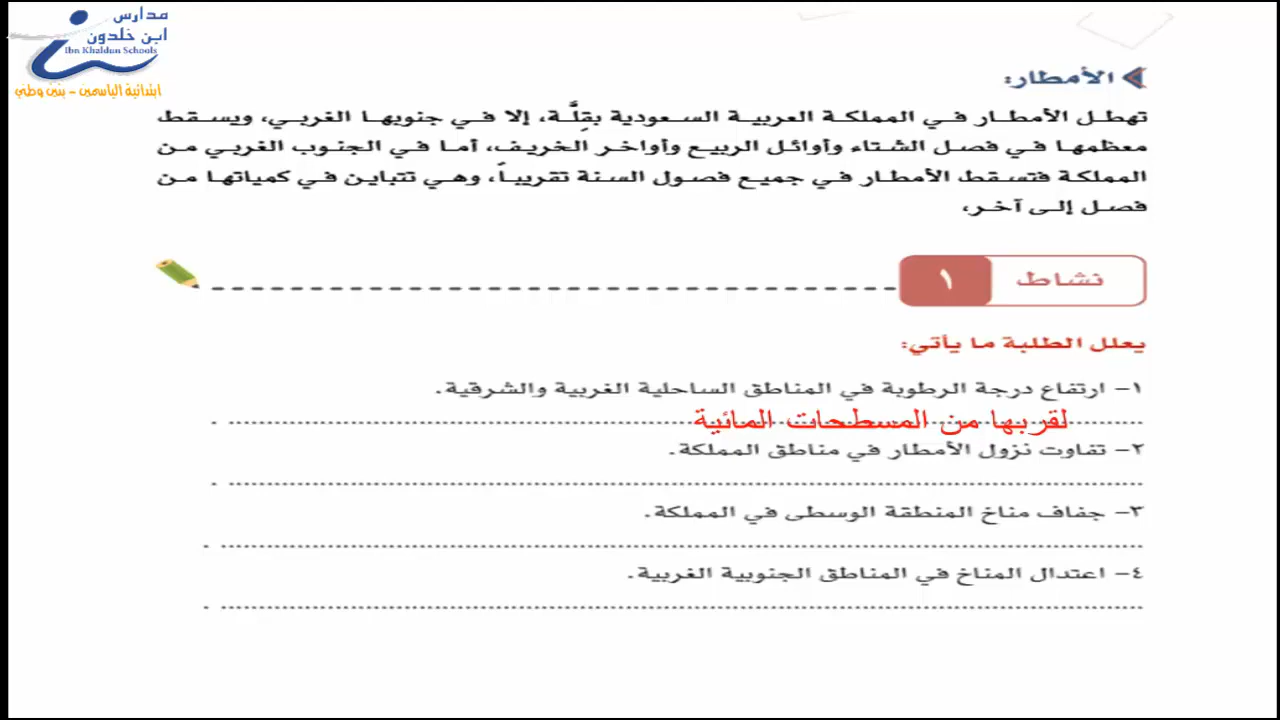 مدارس
ابن خلدون
Ibn Khaldun Schools
ابتدائية الياسمين - بنين وطني
الأمطار:
تهطل الأمطار في المملكة العربية السعودية بقِلَّة، إلا في جنوبها الغربي، ويسقط
معظمها في فصل الشتاء وأوائل الربيع وأواخر الخريف، أما في الجنوب الغربي من
المملكة فتسقط الأمطار في جميع فصول السنة تقريباً، وهي تتباين في كمياتها من
فصل إلى آخر،
نشاط ١
يعلل الطلبة ما يأتي:
١- ارتفاع درجة الرطوبة في المناطق الساحلية الغربية والشرقية.
لقربها من المسطحات المائية
٢- تفاوت نزول الأمطار في مناطق المملكة.
٣- جفاف مناخ المنطقة الوسطى في المملكة.
٤- اعتدال المناخ في المناطق الجنوبية الغربية.